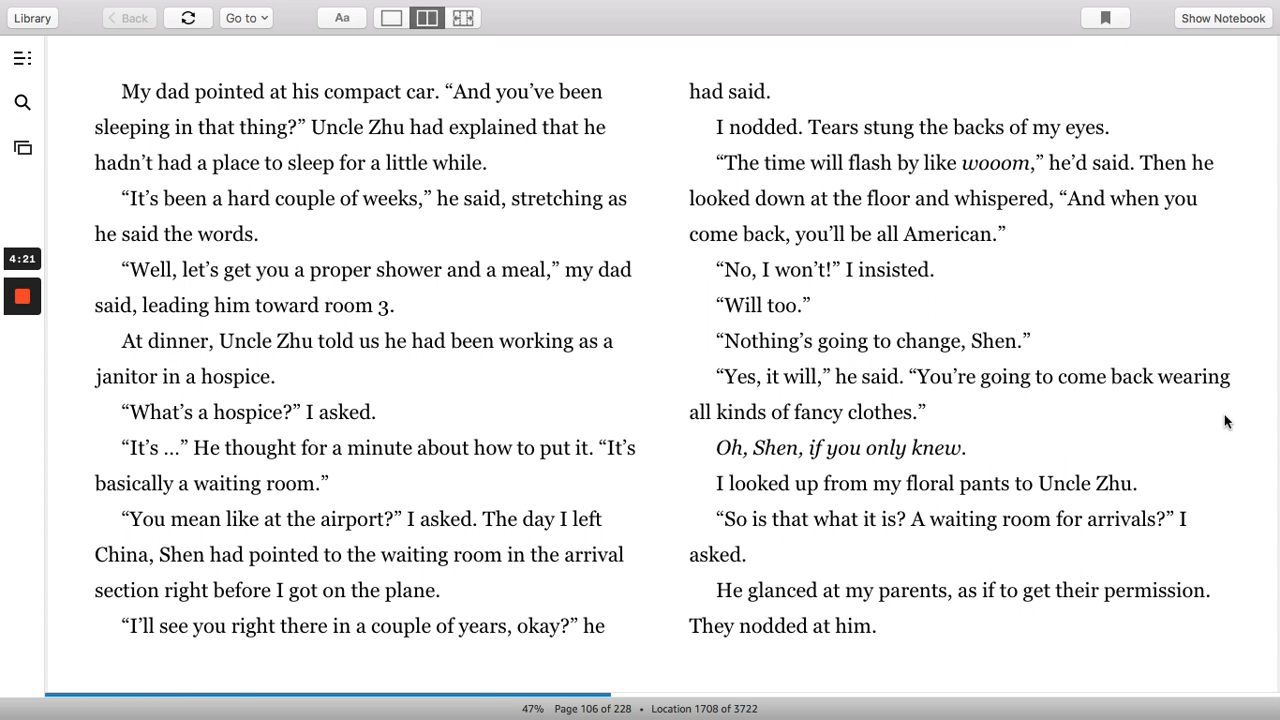 Library
Back
Go to
Aa
Show Notebook
4:21
My dad pointed at his compact car. “And you’ve been
sleeping in that thing?” Uncle Zhu had explained that he
hadn’t had a place to sleep for a little while.
“It’s been a hard couple of weeks,” he said, stretching as
he said the words.
“Well, let’s get you a proper shower and a meal,” my dad
said, leading him toward room 3.
At dinner, Uncle Zhu told us he had been working as a
janitor in a hospice.
“What’s a hospice?” I asked.
“It’s ...” He thought for a minute about how to put it. “It’s
basically a waiting room.”
“You mean like at the airport?” I asked. The day I left
China, Shen had pointed to the waiting room in the arrival
section right before I got on the plane.
“I’ll see you right there in a couple of years, okay?” he
had said.
I nodded. Tears stung the backs of my eyes.
“The time will flash by like wooom,” he’d said. Then he
looked down at the floor and whispered, “And when you
come back, you’ll be all American.”
“No, I won’t!” I insisted.
“Will too.”
“Nothing’s going to change, Shen.”
“Yes, it will,” he said. “You’re going to come back wearing
all kinds of fancy clothes.”
Oh, Shen, if you only knew.
I looked up from my floral pants to Uncle Zhu.
“So is that what it is? A waiting room for arrivals?” I
asked.
He glanced at my parents, as if to get their permission.
They nodded at him.
47% Page 106 of 228 • Location 1708 of 3722